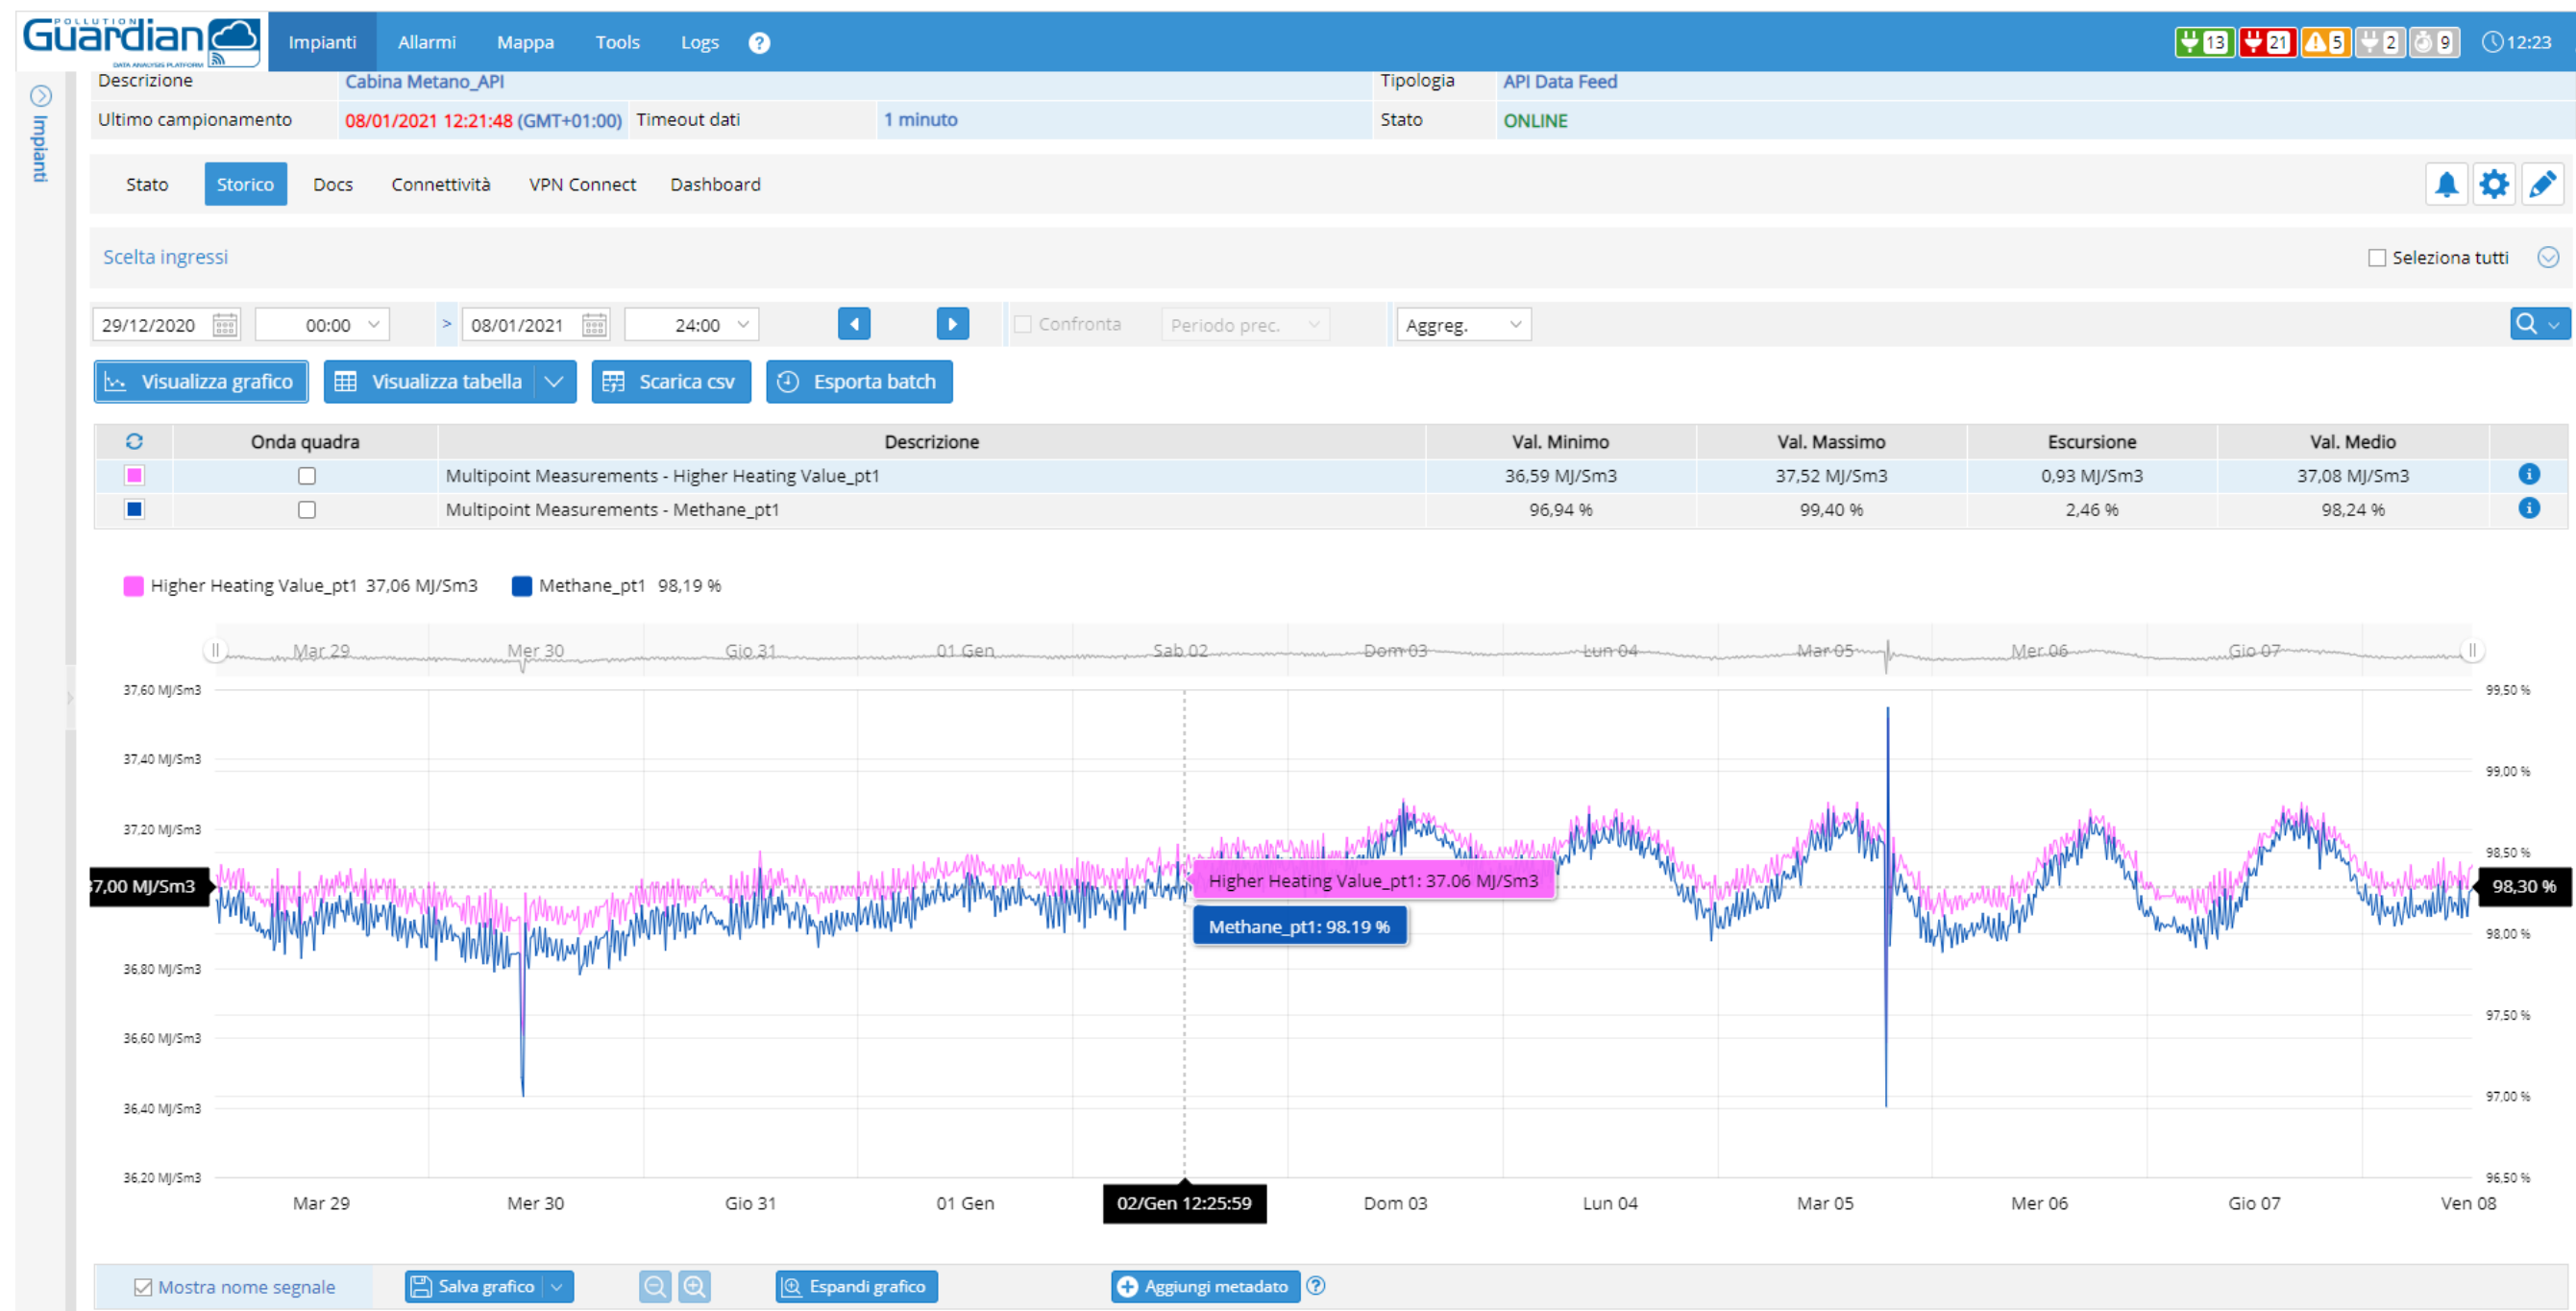 POLLUTION
Guardian
DATA ANALYSIS PLATFORM
Impianti Allarmi Mappa Tools Logs ? 13 21 5 2 9 12:23
Impianti
Descrizione Cabina Metano_API Tipologia API Data Feed
Ultimo campionamento 08/01/2021 12:21:48 (GMT+01:00) Timeout dati 1 minuto Stato ONLINE
Stato Storico Docs Connettività VPN Connect Dashboard
Scelta ingressi Seleziona tutti
29/12/2020 00:00 > 08/01/2021 24:00 Confronta Periodo prec. Aggreg.
Visualizza grafico Visualizza tabella Scarica csv Esporta batch
Onda quadra Descrizione Val. Minimo Val. Massimo Escursione Val. Medio
Multipoint Measurements - Higher Heating Value_pt1 36,59 MJ/Sm3 37,52 MJ/Sm3 0,93 MJ/Sm3 37,08 MJ/Sm3 i
Multipoint Measurements - Methane_pt1 96,94 % 99,40 % 2,46 % 98,24 % i
Higher Heating Value_pt1 37,06 MJ/Sm3 Methane_pt1 98,19 %
Mar 29 Mer 30 Gio 31 01 Gen Sab 02 Dom 03 Lun 04 Mar 05 Mer 06 Gio 07
37,60 MJ/Sm3 99,50 %
37,40 MJ/Sm3 99,00 %
37,20 MJ/Sm3 98,50 %
37,00 MJ/Sm3 Higher Heating Value_pt1: 37.06 MJ/Sm3 98,30 %
Methane_pt1: 98.19 % 98,00 %
36,80 MJ/Sm3
36,60 MJ/Sm3 97,50 %
36,40 MJ/Sm3 97,00 %
36,20 MJ/Sm3 96,50 %
Mar 29 Mer 30 Gio 31 01 Gen 02/Gen 12:25:59 Dom 03 Lun 04 Mar 05 Mer 06 Gio 07 Ven 08
Mostra nome segnale Salva grafico Espandi grafico Aggiungi metadato ?